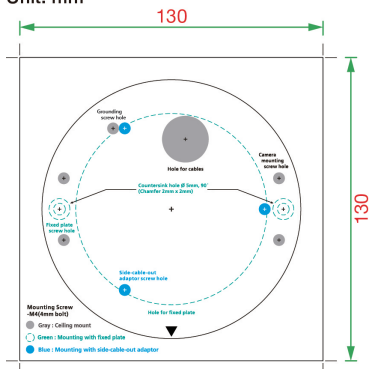 Unit: mm
130
Grounding
screw hole
Hole for cables
Camera
mounting
screw hole
Countersink hole Ø 5mm, 90°
(Chamfer 2mm x 2mm)
Fixed plate
screw hole
130
Side-cable-out
adaptor screw hole
Mounting Screw
-M4(4mm bolt)
Hole for fixed plate
Gray : Ceiling mount
Green : Mounting with fixed plate
Blue : Mounting with side-cable-out adaptor